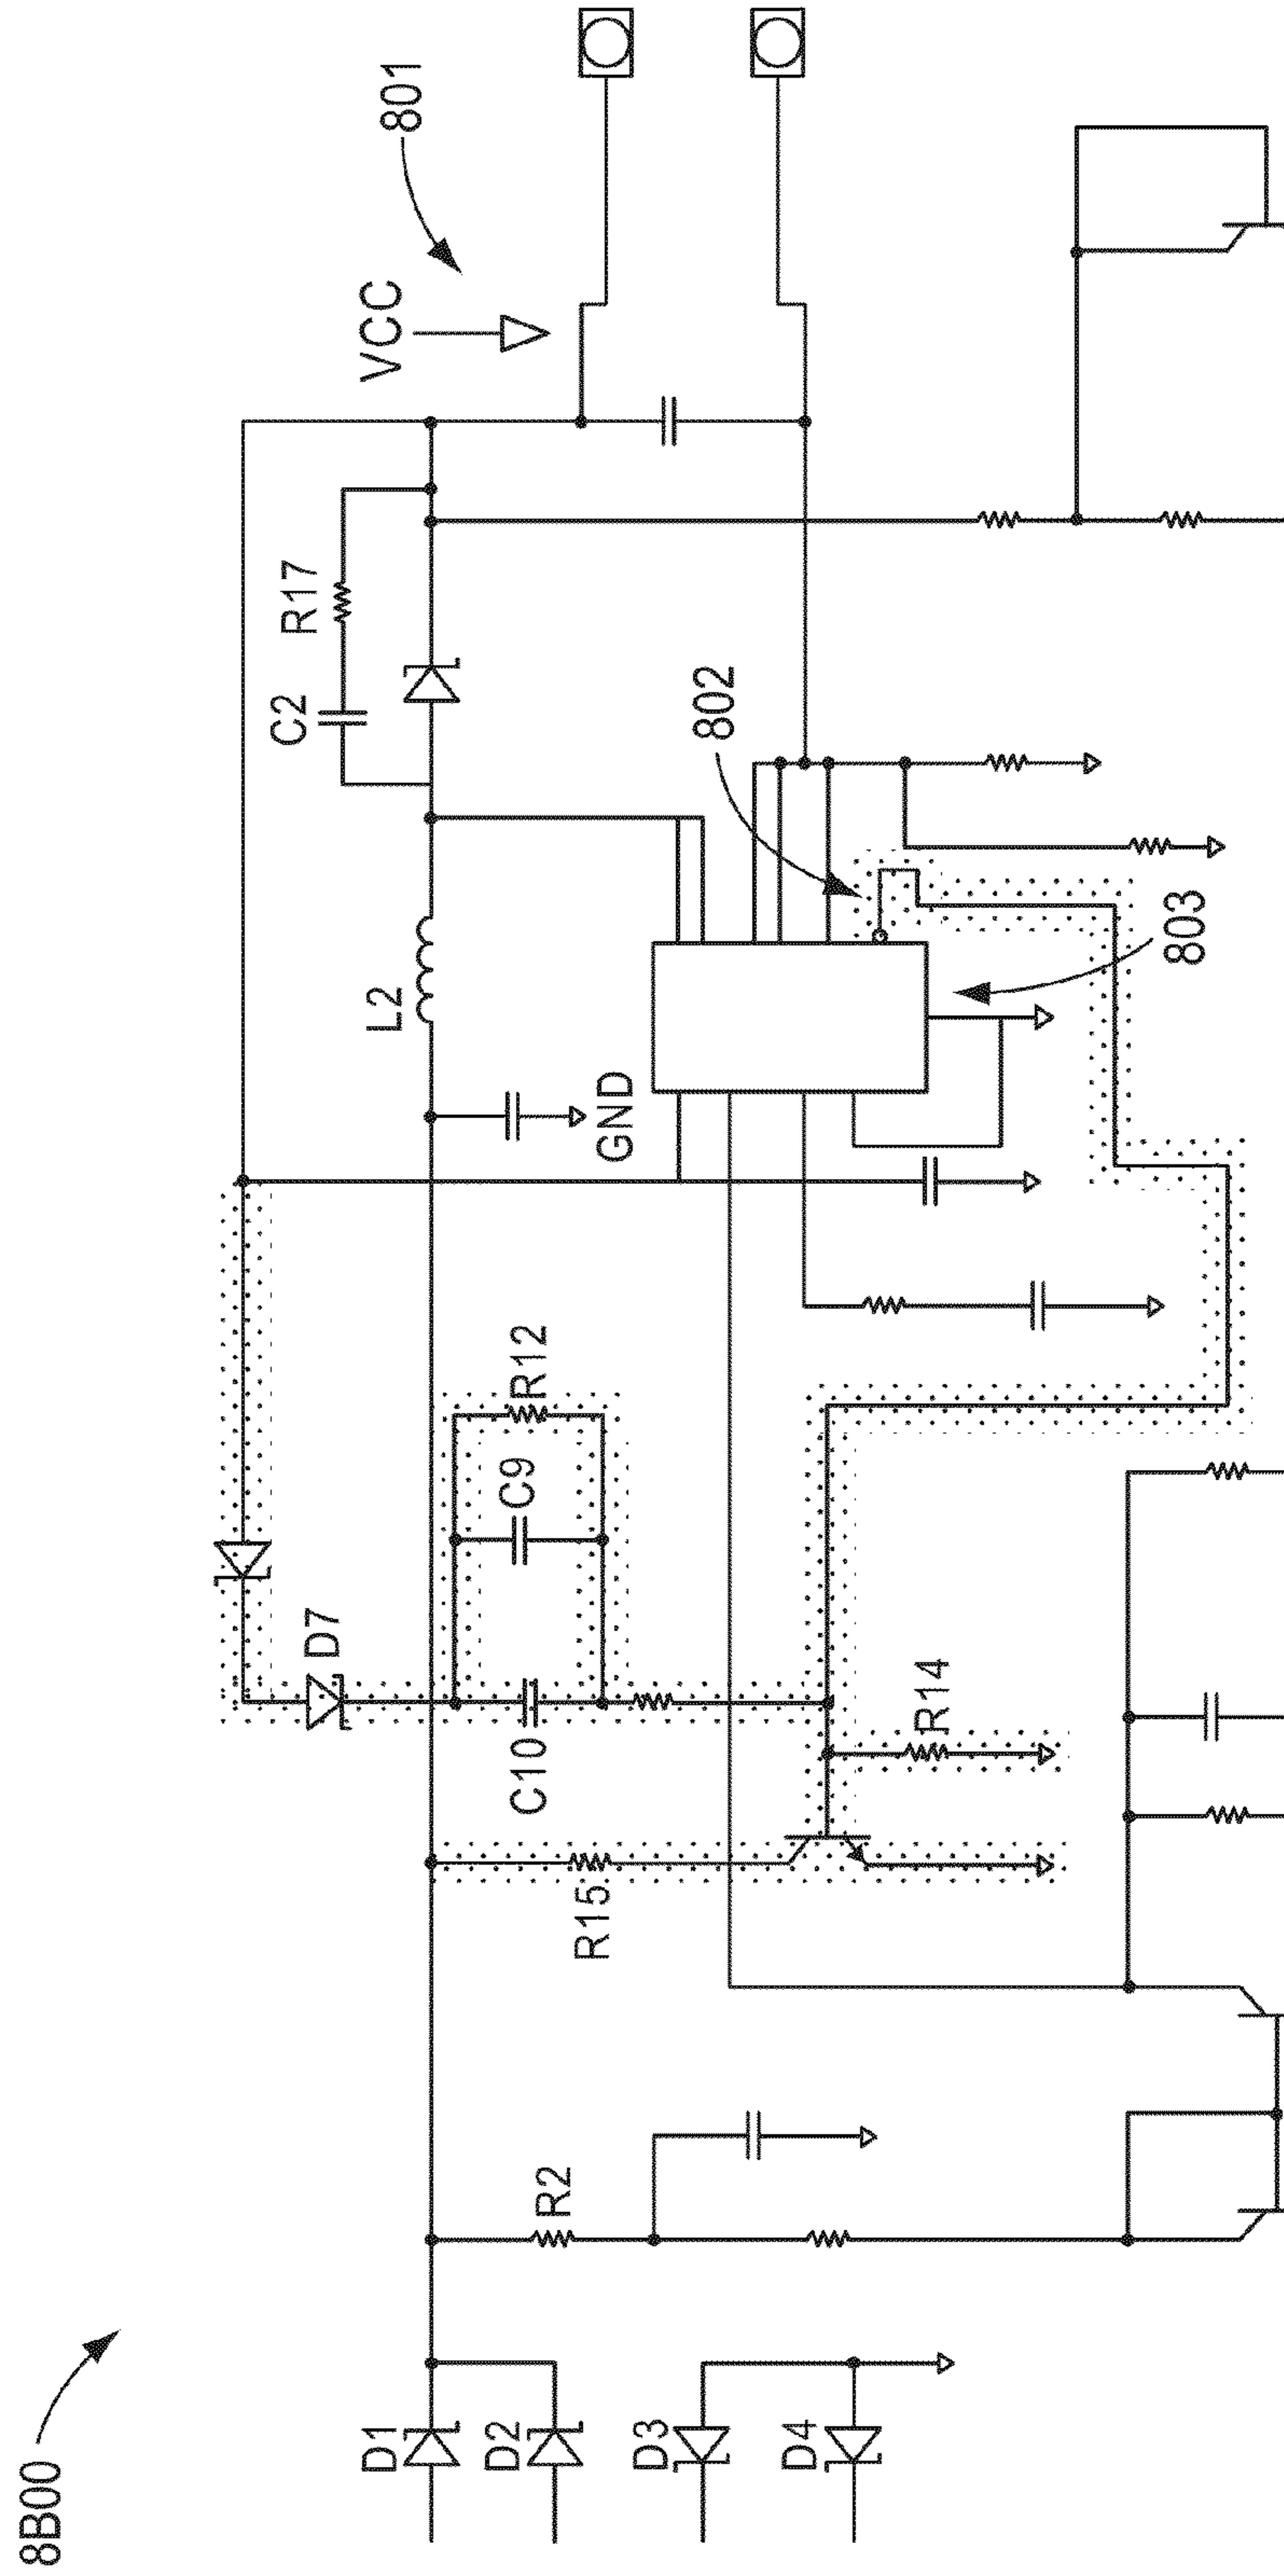 8B00
801
VCC
R17
C2
802
L2
803
GND
R12
C9
D7
R14
C10
R15
R2
D1
D2
D3
D4